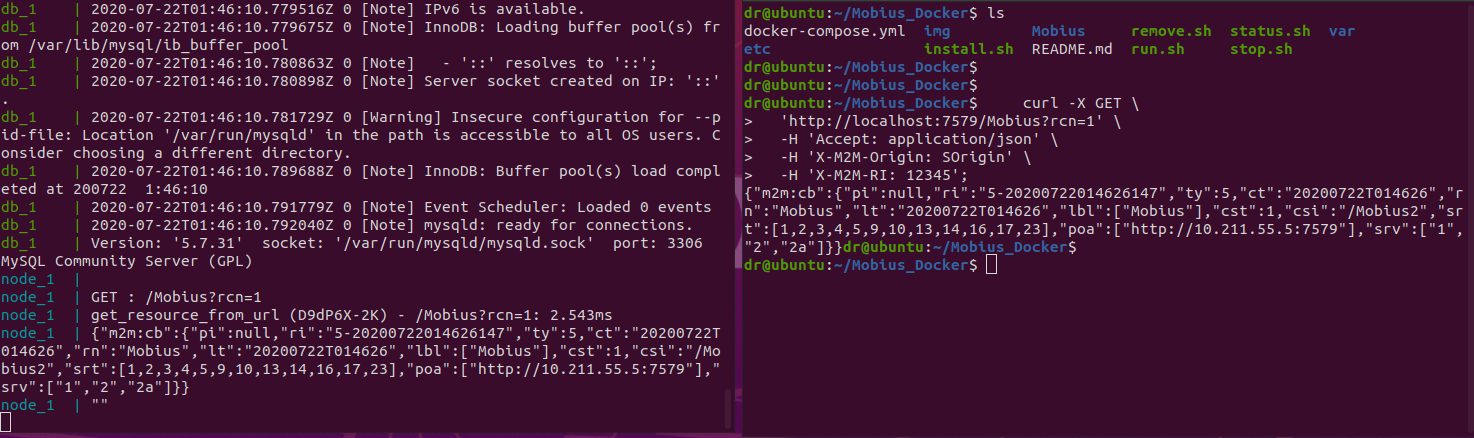 db_1     | 2020-07-22T01:46:10.779516Z 0 [Note] IPv6 is available.
db_1     | 2020-07-22T01:46:10.779675Z 0 [Note] InnoDB: Loading buffer pool(s) fr
om /var/lib/mysql/ib_buffer_pool
db_1     | 2020-07-22T01:46:10.780863Z 0 [Note]   - '::' resolves to '::';
db_1     | 2020-07-22T01:46:10.780898Z 0 [Note] Server socket created on IP: '::'
.
db_1     | 2020-07-22T01:46:10.781729Z 0 [Warning] Insecure configuration for --p
id-file: Location '/var/run/mysqld' in the path is accessible to all OS users. C
onsider choosing a different directory.
db_1     | 2020-07-22T01:46:10.789688Z 0 [Note] InnoDB: Buffer pool(s) load compl
eted at 200722  1:46:10
db_1     | 2020-07-22T01:46:10.791779Z 0 [Note] Event Scheduler: Loaded 0 events
db_1     | 2020-07-22T01:46:10.792040Z 0 [Note] mysqld: ready for connections.
db_1     | Version: '5.7.31'  socket: '/var/run/mysqld/mysqld.sock'  port: 3306
MySQL Community Server (GPL)
node_1   |
node_1   | GET : /Mobius?rcn=1
node_1   | get_resource_from_url (D9dP6X-2K) - /Mobius?rcn=1: 2.543ms
node_1   | {"m2m:cb":{"pi":null,"ri":"5-20200722014626147","ty":5,"ct":"20200722T
014626","rn":"Mobius","lt":"20200722T014626","lbl":["Mobius"],"cst":1,"csi":"/Mo
bius2","srt":[1,2,3,4,5,9,10,13,14,16,17,23],"poa":["http://10.211.55.5:7579"],"
srv":["1","2","2a"]}}
node_1   | ""
dr@ubuntu:~/Mobius_Docker$ ls
docker-compose.yml  img         Mobius     remove.sh  status.sh  var
etc                 install.sh  README.md  run.sh     stop.sh
dr@ubuntu:~/Mobius_Docker$
dr@ubuntu:~/Mobius_Docker$
dr@ubuntu:~/Mobius_Docker$     curl -X GET \
>   'http://localhost:7579/Mobius?rcn=1' \
>   -H 'Accept: application/json' \
>   -H 'X-M2M-Origin: SOrigin' \
>   -H 'X-M2M-RI: 12345';
{"m2m:cb":{"pi":null,"ri":"5-20200722014626147","ty":5,"ct":"20200722T014626","r
n":"Mobius","lt":"20200722T014626","lbl":["Mobius"],"cst":1,"csi":"/Mobius2","sr
t":[1,2,3,4,5,9,10,13,14,16,17,23],"poa":["http://10.211.55.5:7579"],"srv":["1",
"2","2a"]}}dr@ubuntu:~/Mobius_Docker$
dr@ubuntu:~/Mobius_Docker$